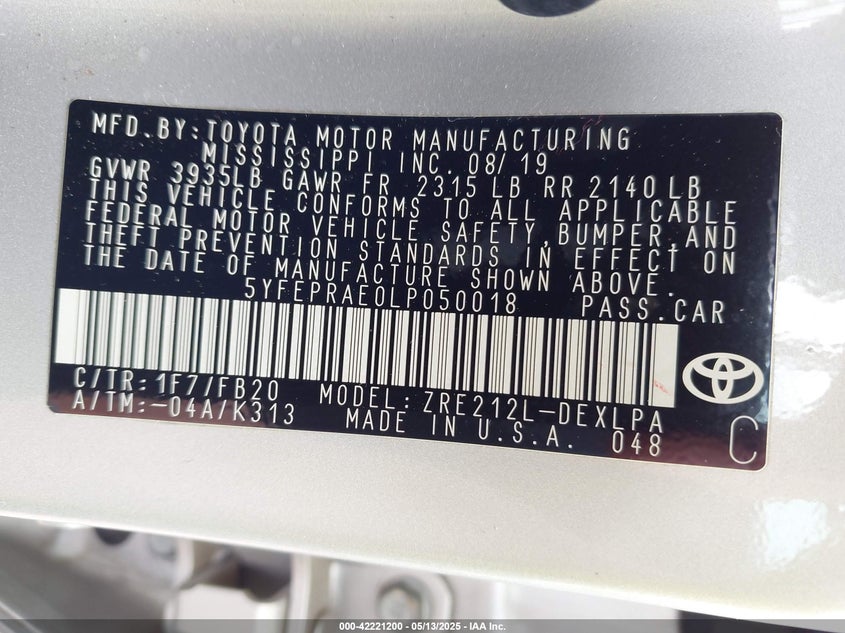 MFD.BY:TOYOTA MOTOR MANUFACTURING
MISSISSIPPI INC. 08/19
GVWR 3935LB GAWR FR 2315 LB RR 2140 LB
THIS VEHICLE CONFORMS TO ALL APPLICABLE
FEDERAL MOTOR VEHICLE SAFETY,BUMPER,AND
THEFT PREVENTION STANDARDS IN EFFECT ON
THE DATE OF MANUFACTURE SHOWN ABOVE.
5YFEPRAE0LP050018 PASS.CAR
C/TR:1F7/FB20 MODEL:ZRE212L-DEXLPA
A/TM:-04A/K313 MADE IN U.S.A. 048
C
000-42221200 - 05/13/2025 - IAA Inc.